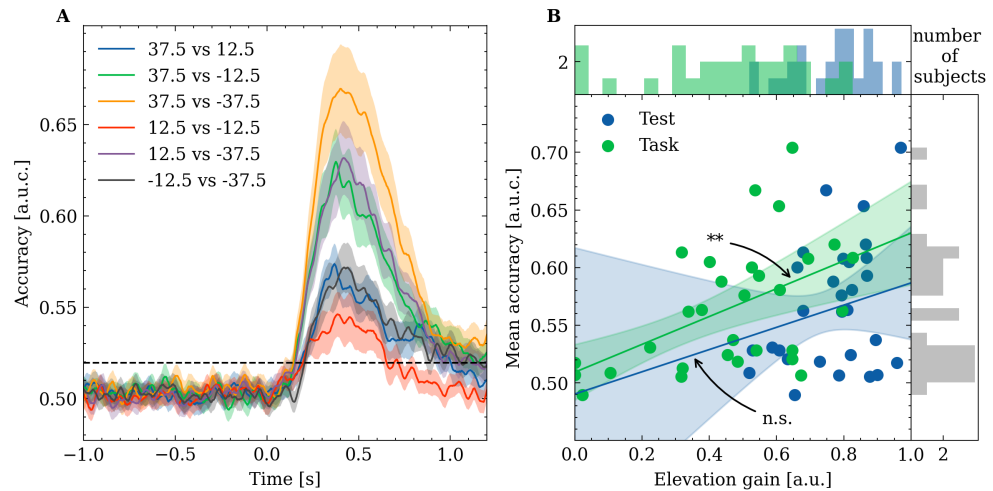 A
37.5 vs 12.5
37.5 vs -12.5
37.5 vs -37.5
12.5 vs -12.5
12.5 vs -37.5
-12.5 vs -37.5
Accuracy [a.u.c.]
0.65
0.60
0.55
0.50
−1.0 −0.5 0.0 0.5 1.0
Time [s]
B
2
number
of
subjects
Test
Task
**
n.s.
Mean accuracy [a.u.c.]
0.70
0.65
0.60
0.55
0.50
0.0 0.2 0.4 0.6 0.8 1.0
2
Elevation gain [a.u.]